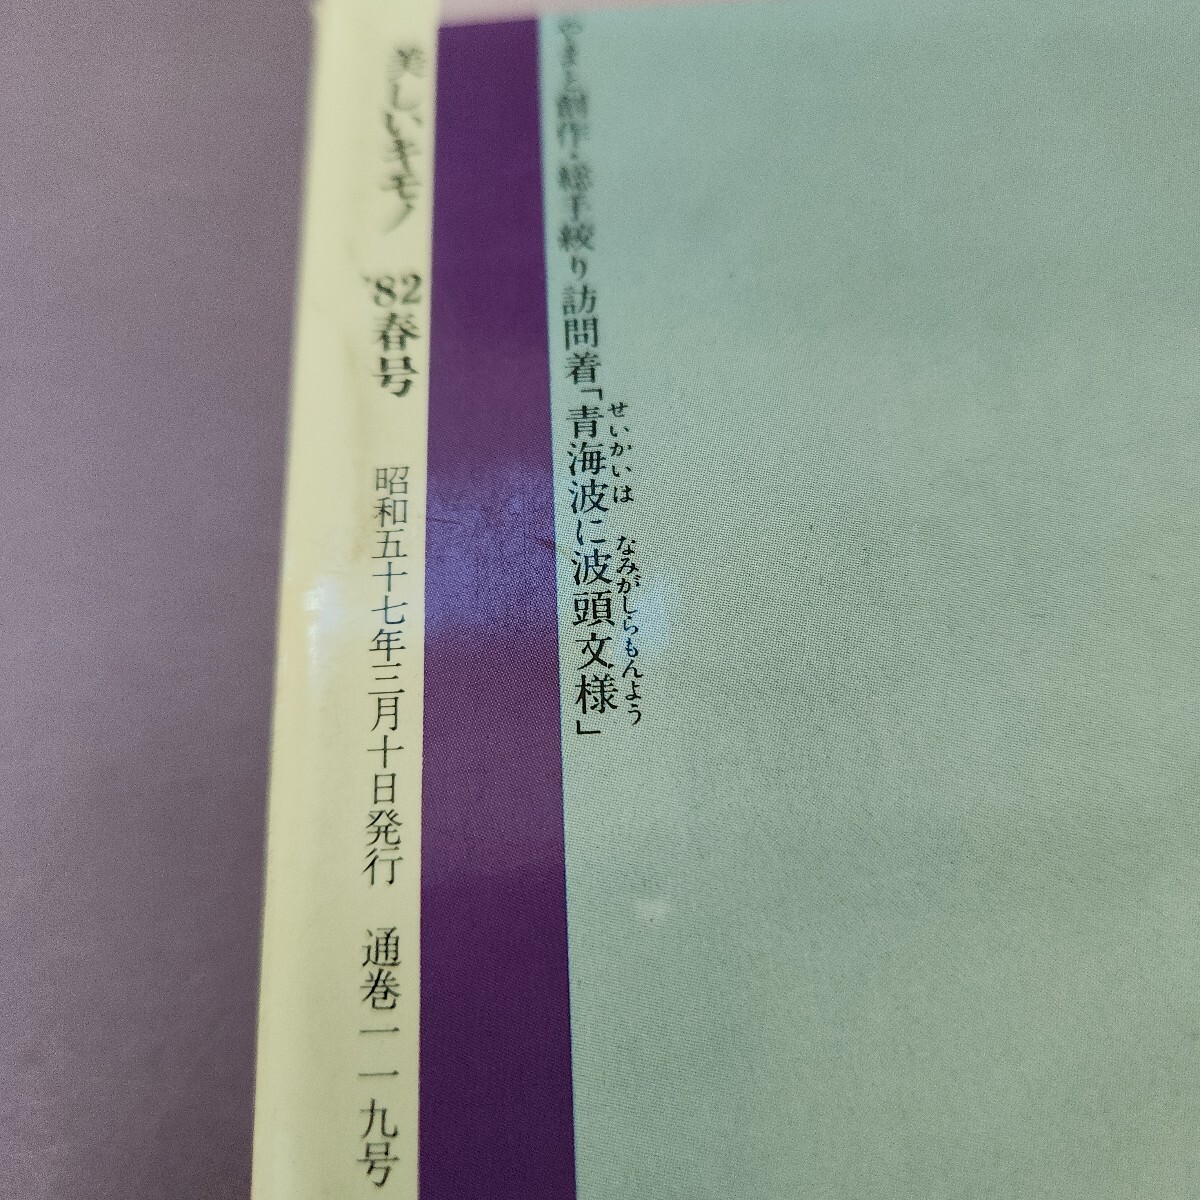 やまと創作・総手絞り訪問着「青海波に波頭文様」
せいかいは なみがしらもんよう
美しいキモノ '82春号 昭和五十七年三月十日発行 通巻一一九号